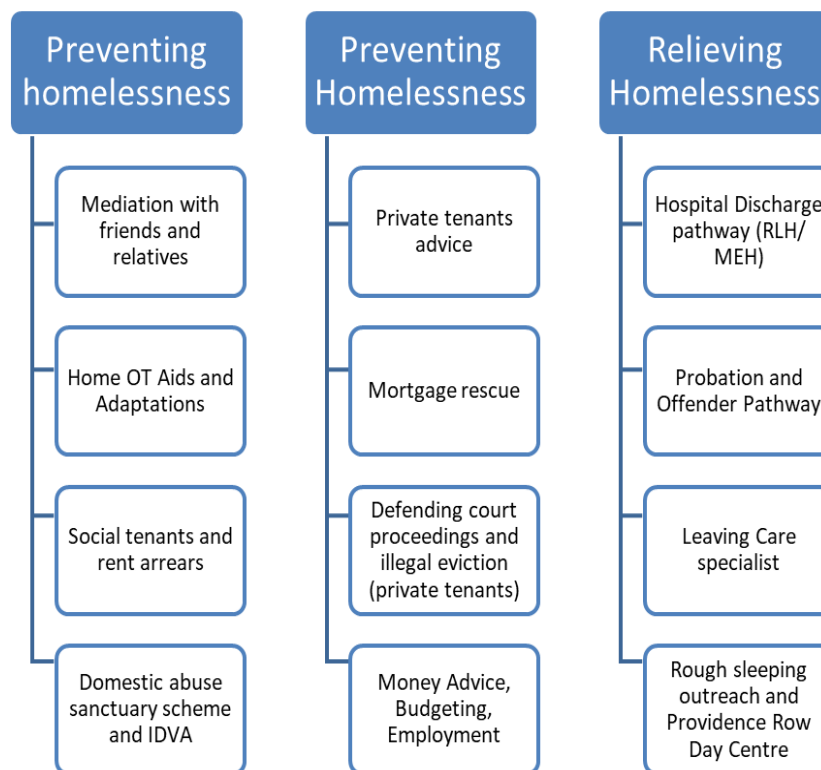 Preventing
homelessness
Mediation with
friends and
relatives
Home OT Aids and
Adaptations
Social tenants and
rent arrears
Domestic abuse
sanctuary scheme
and IDVA
Preventing
Homelessness
Private tenants
advice
Mortgage rescue
Defending court
proceedings and
illegal eviction
(private tenants)
Money Advice,
Budgeting,
Employment
Relieving
Homelessness
Hospital Discharge
pathway (RLH/
MEH)
Probation and
Offender Pathway
Leaving Care
specialist
Rough sleeping
outreach and
Providence Row
Day Centre